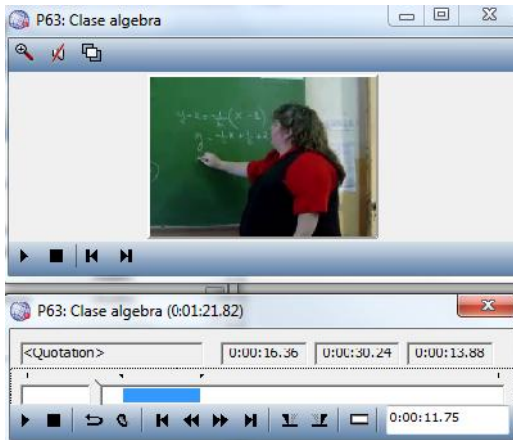 P63: Clase algebra
P63: Clase algebra (0:01:21.82)
<Quotation>
0:00:16.36
0:00:30.24
0:00:13.88
0:00:11.75